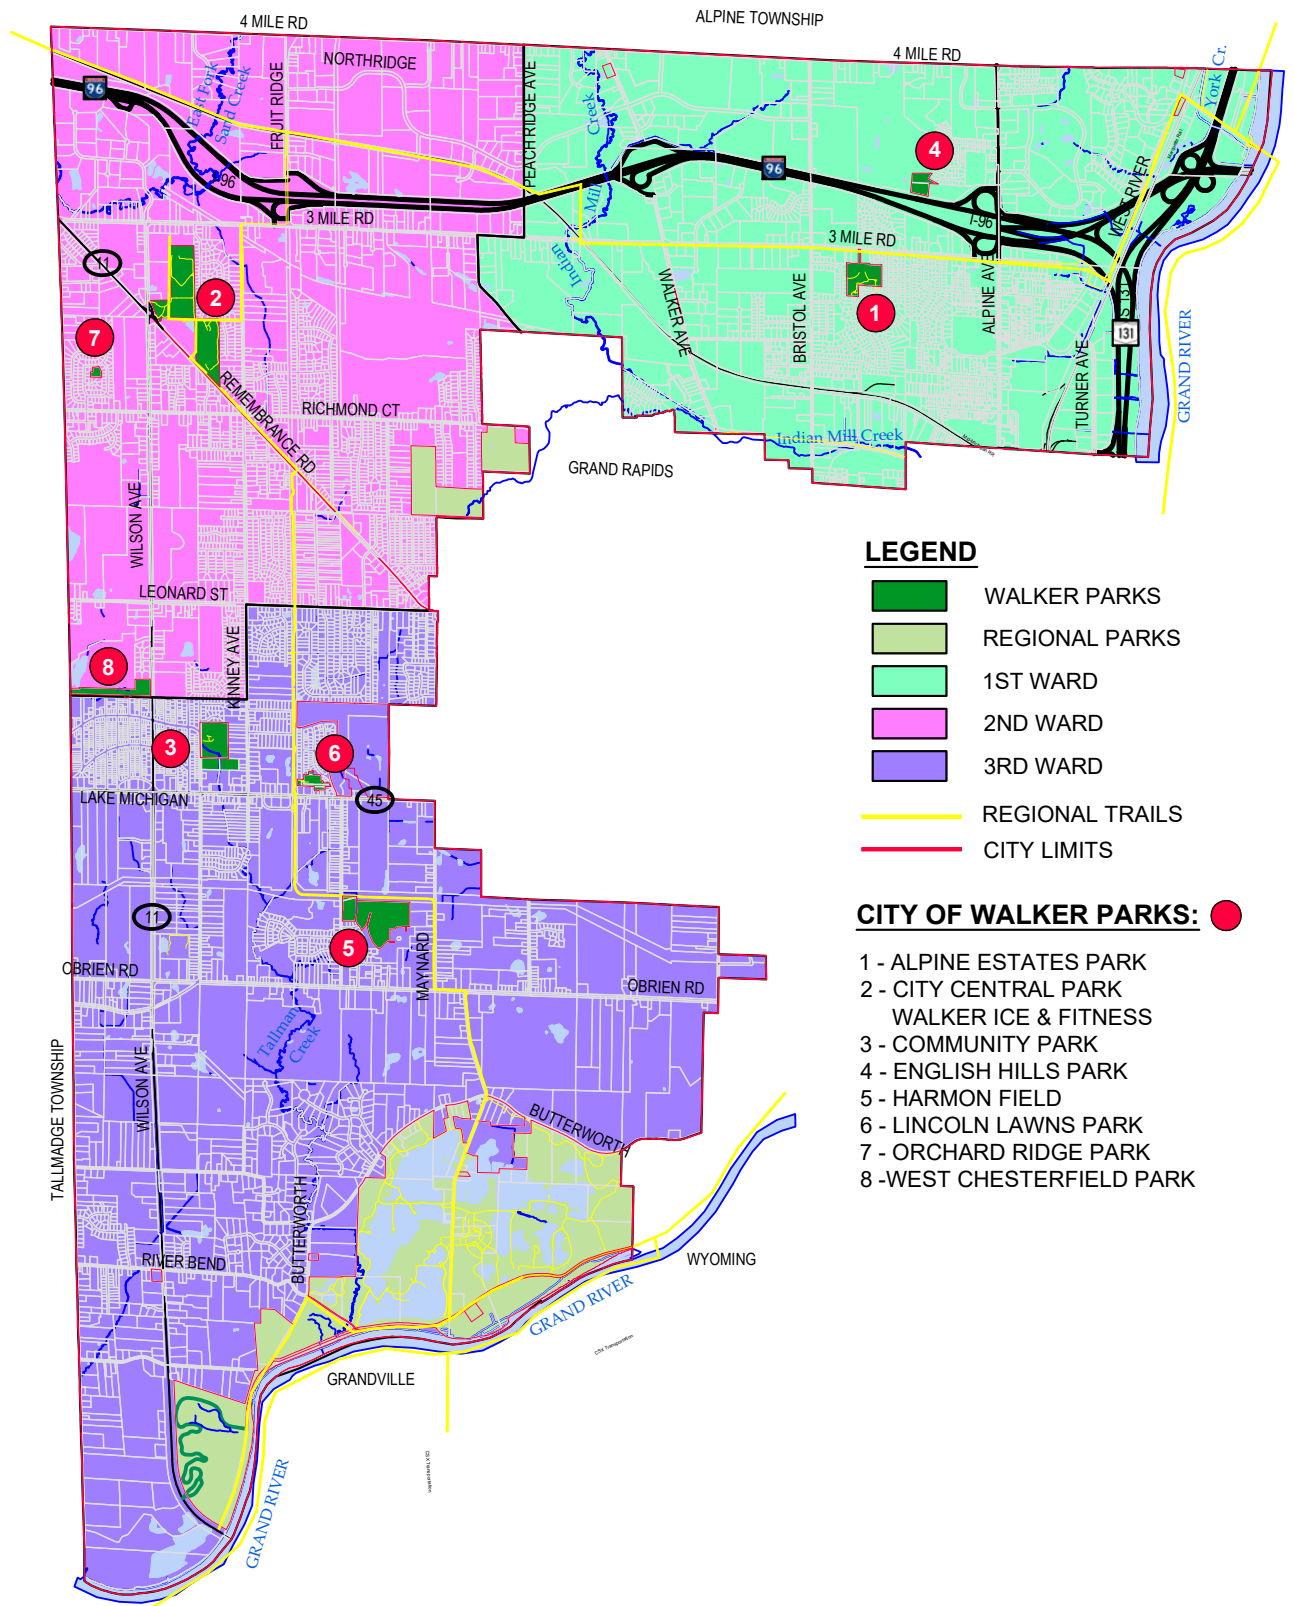 ALPINE TOWNSHIP
4 MILE RD
4 MILE RD
NORTHRIDGE
FRUIT RIDGE
East Fork
Sand Creek
PEACHRIDGE AVE
Indian Mill Creek
York Cr.
96
I-96
96
I-96
4
WEST RIVER
3 MILE RD
3 MILE RD
11
2
7
1
WALKER AVE
BRISTOL AVE
ALPINE AVE
TURNER AVE
US 131
131
GRAND RIVER
REMEMBRANCE RD
RICHMOND CT
Indian Mill Creek
GRAND RAPIDS
WILSON AVE
LEONARD ST
KINNEY AVE
8
3
6
LAKE MICHIGAN
45
11
5
MAYNARD
OBRIEN RD
OBRIEN RD
Tallman
Creek
WILSON AVE
TALLMADGE TOWNSHIP
BUTTERWORTH
BUTTERWORTH
RIVER BEND
WYOMING
GRAND RIVER
CSX Transportation
GRANDVILLE
CSX Transportation
GRAND RIVER
LEGEND
WALKER PARKS
REGIONAL PARKS
1ST WARD
2ND WARD
3RD WARD
REGIONAL TRAILS
CITY LIMITS
CITY OF WALKER PARKS:
1 - ALPINE ESTATES PARK
2 - CITY CENTRAL PARK
WALKER ICE & FITNESS
3 - COMMUNITY PARK
4 - ENGLISH HILLS PARK
5 - HARMON FIELD
6 - LINCOLN LAWNS PARK
7 - ORCHARD RIDGE PARK
8 -WEST CHESTERFIELD PARK